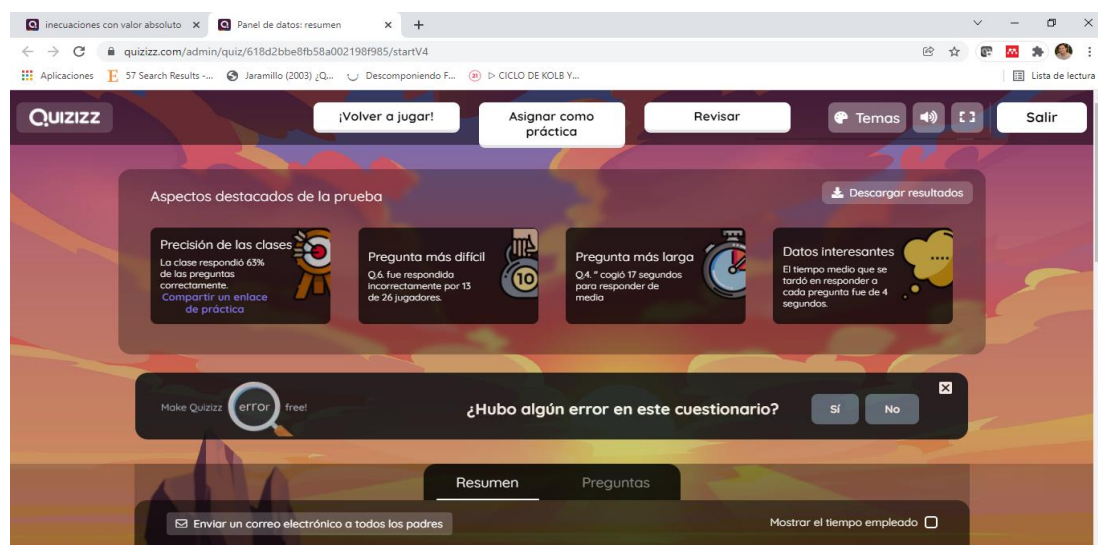 inecuaciones con valor absoluto
Panel de datos: resumen
quizizz.com/admin/quiz/618d2bbe8fb58a002198f985/startV4
Aplicaciones
57 Search Results -...
Jaramillo (2003) ¿Q...
Descomponiendo F...
CICLO DE KOLB Y...
Lista de lectura
Quizizz
¡Volver a jugar!
Asignar como
práctica
Revisar
Temas
Salir
Aspectos destacados de la prueba
Descargar resultados
Precisión de las clases
La clase respondió 63%
de las preguntas
correctamente.
Compartir un enlace
de práctica
Pregunta más difícil
Q.6. fue respondida
incorrectamente por 13
de 26 jugadores.
10
Pregunta más larga
Q.4. " cogió 17 segundos
para responder de
media
Datos interesantes
El tiempo medio que se
tardó en responder a
cada pregunta fue de 4
segundos.
Make Quizizz error free!
¿Hubo algún error en este cuestionario?
Sí
No
Resumen
Preguntas
Enviar un correo electrónico a todos los padres
Mostrar el tiempo empleado